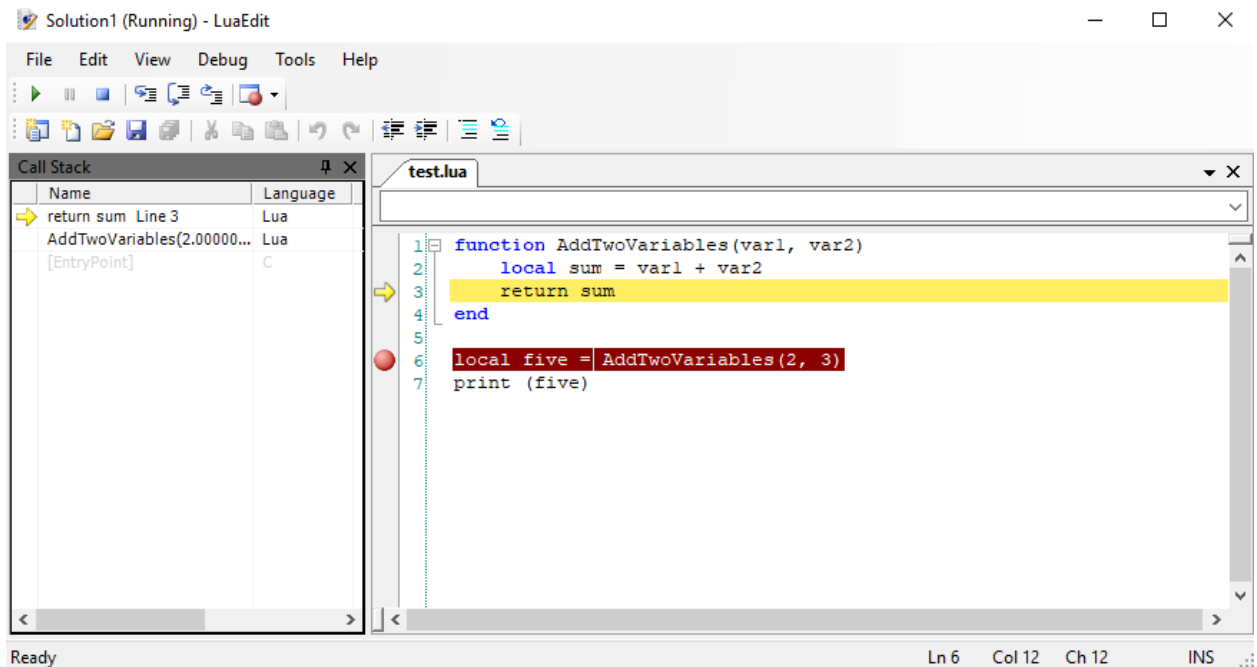 Solution1 (Running) - LuaEdit
File Edit View Debug Tools Help
Call Stack
Name Language
return sum Line 3 Lua
AddTwoVariables(2.00000... Lua
[EntryPoint] C
test.lua
1 function AddTwoVariables(var1, var2)
2 local sum = var1 + var2
3 return sum
4 end
5
6 local five = AddTwoVariables(2, 3)
7 print (five)
Ready Ln 6 Col 12 Ch 12 INS